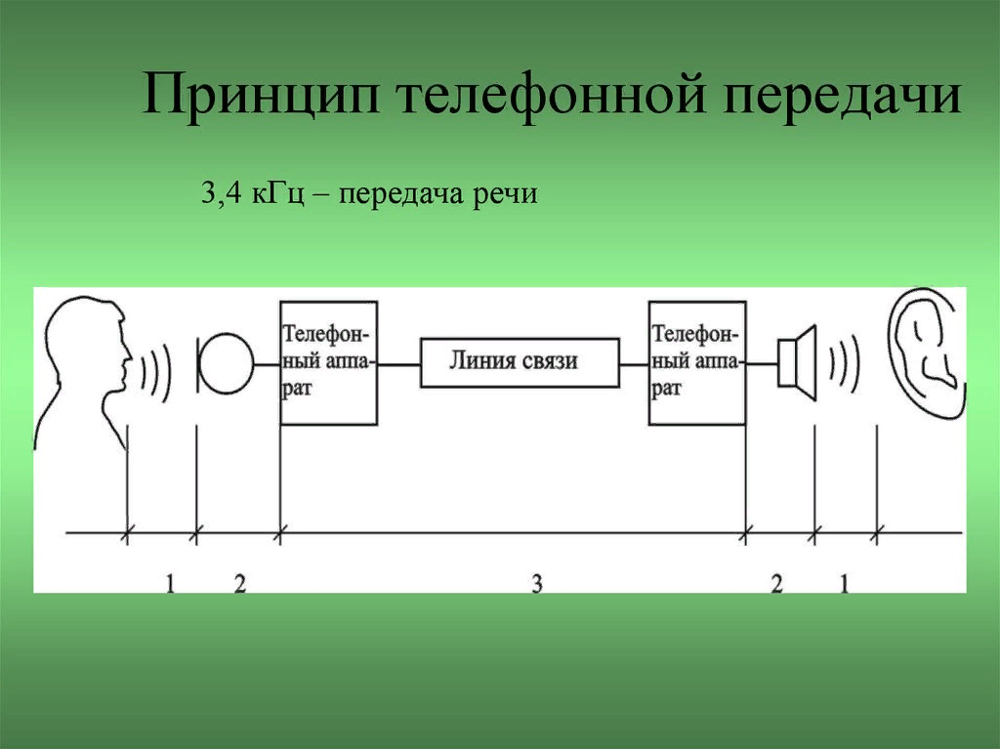 Принцип телефонной передачи
3,4 кГц – передача речи
Телефон-
ный аппа-
рат
Линия связи
Телефон-
ный аппа-
рат
1 2 3 2 1